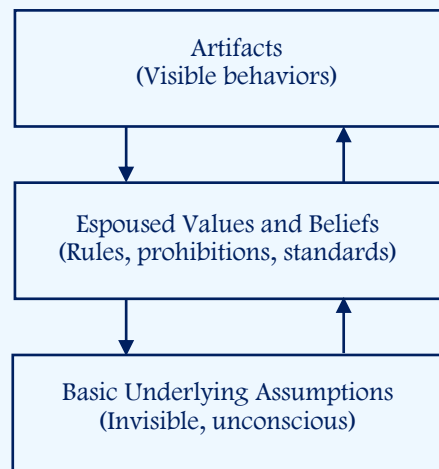 Artifacts
(Visible behaviors)
Espoused Values and Beliefs
(Rules, prohibitions, standards)
Basic Underlying Assumptions
(Invisible, unconscious)